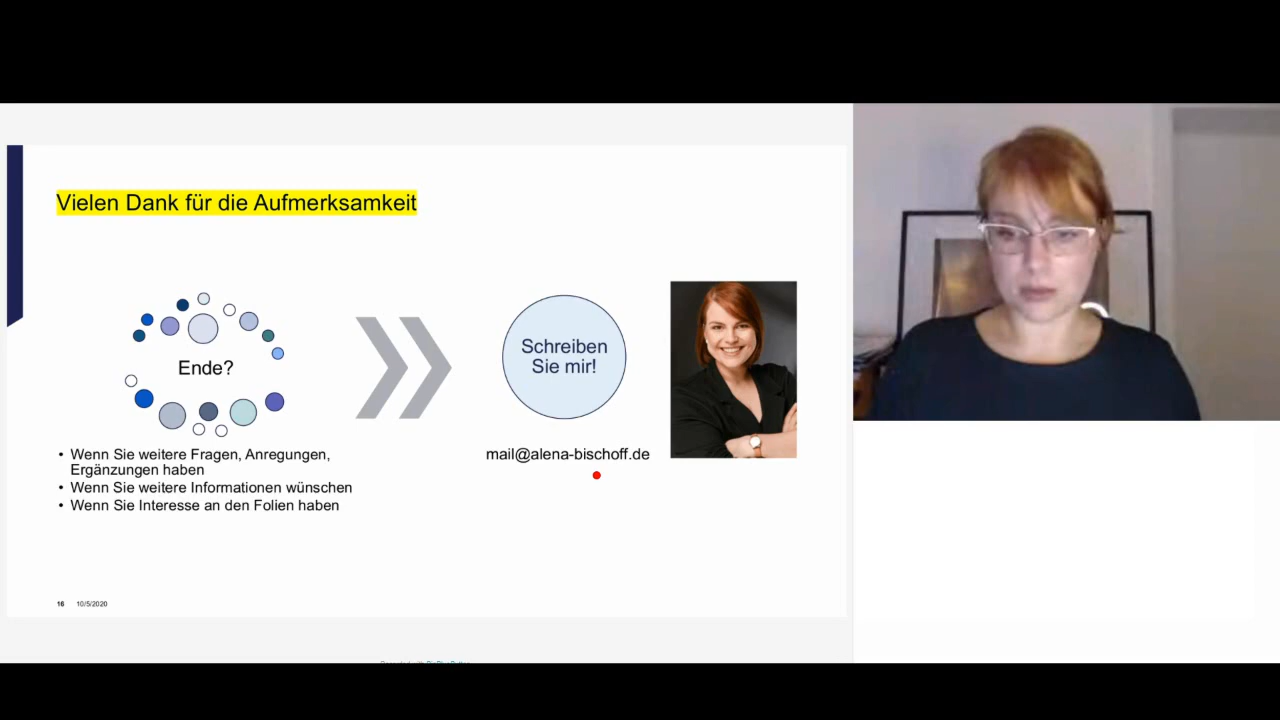 Vielen Dank für die Aufmerksamkeit
Ende?
Schreiben
Sie mir!
• Wenn Sie weitere Fragen, Anregungen,
Ergänzungen haben
• Wenn Sie weitere Informationen wünschen
• Wenn Sie Interesse an den Folien haben
mail@alena-bischoff.de
16 10/5/2020